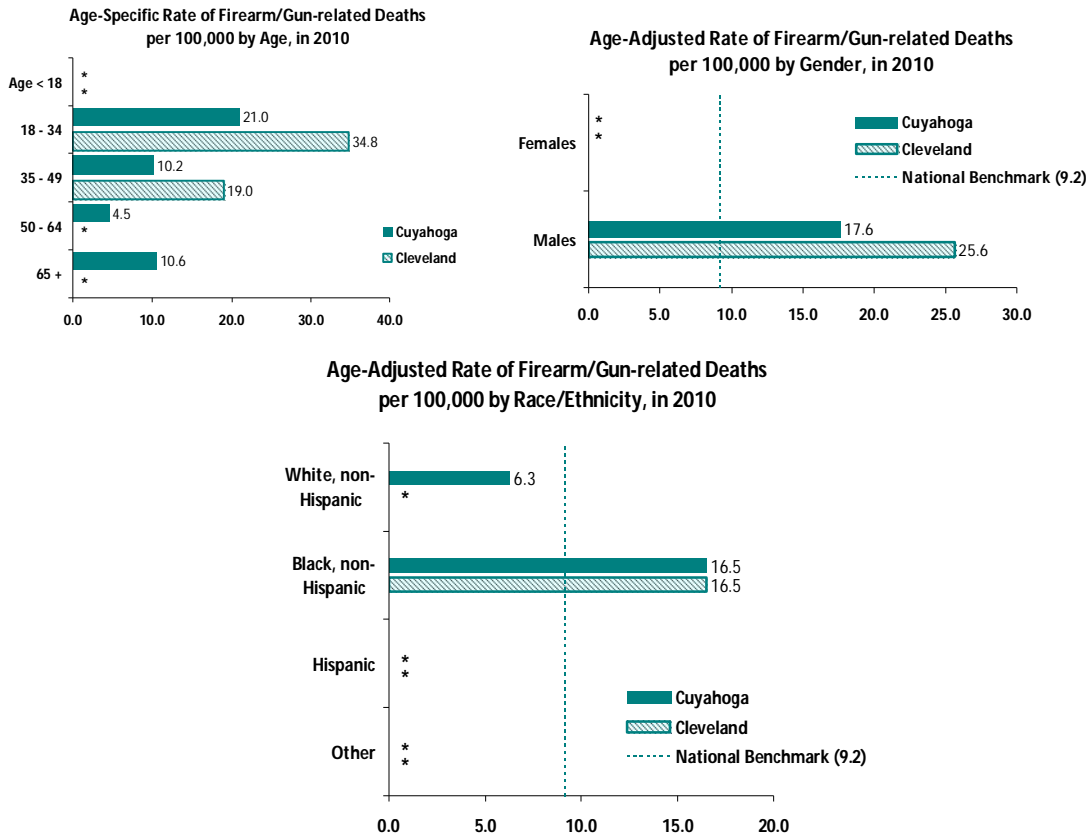 Age-Specific Rate of Firearm/Gun-related Deaths
per 100,000 by Age, in 2010
Age < 18
*
*
18 - 34
21.0
34.8
35 - 49
10.2
19.0
50 - 64
4.5
*
65 +
10.6
*
Cuyahoga
Cleveland
0.0 10.0 20.0 30.0 40.0
Age-Adjusted Rate of Firearm/Gun-related Deaths
per 100,000 by Gender, in 2010
Females
*
*
Males
17.6
25.6
Cuyahoga
Cleveland
National Benchmark (9.2)
0.0 5.0 10.0 15.0 20.0 25.0 30.0
Age-Adjusted Rate of Firearm/Gun-related Deaths
per 100,000 by Race/Ethnicity, in 2010
White, non-
Hispanic
6.3
*
Black, non-
Hispanic
16.5
16.5
Hispanic
*
*
Other
*
*
Cuyahoga
Cleveland
National Benchmark (9.2)
0.0 5.0 10.0 15.0 20.0